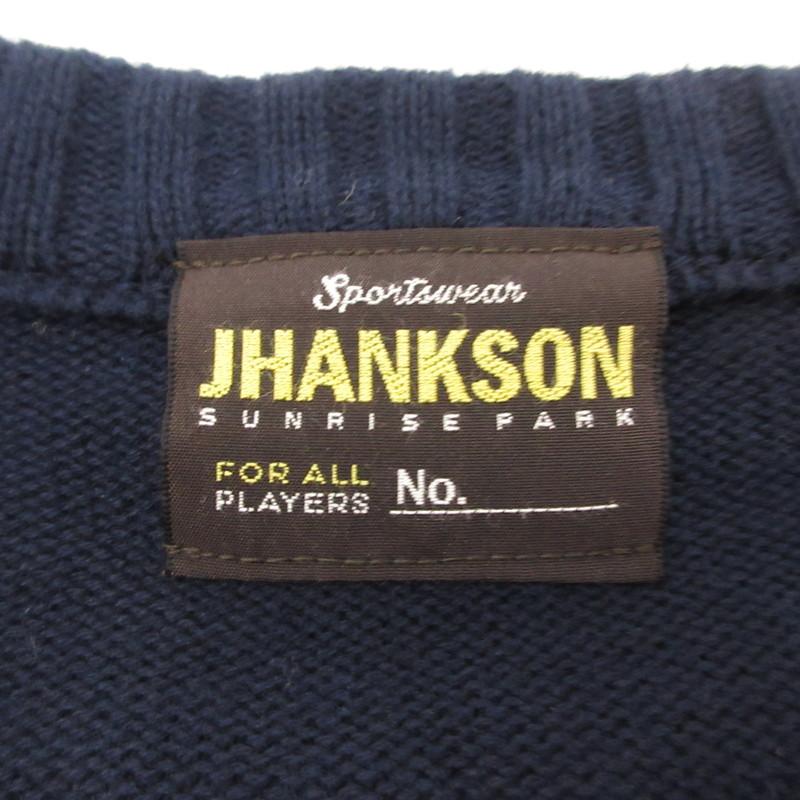 Sportswear
JHANKSON
SUNRISE PARK
FOR ALL
PLAYERS No.